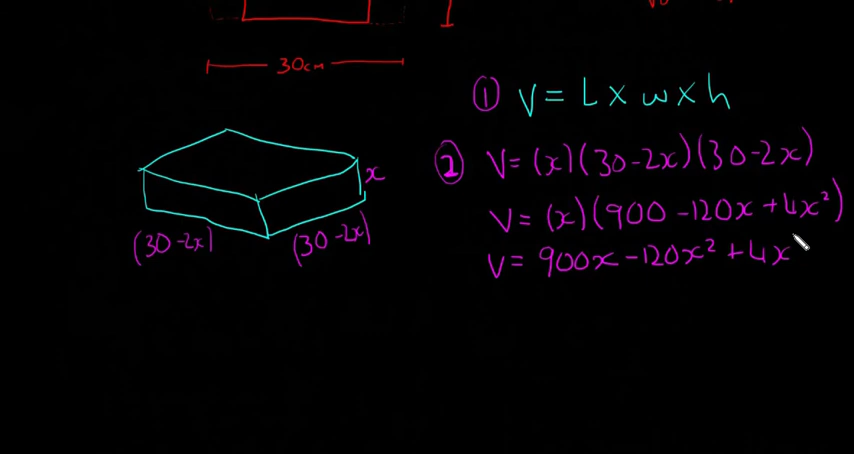 30cm
① V = L x w x h
x
② V = (x)(30-2x)(30-2x)
(30-2x) (30-2x)
V = (x)(900 - 120x + 4x²)
V = 900x - 120x² + 4x